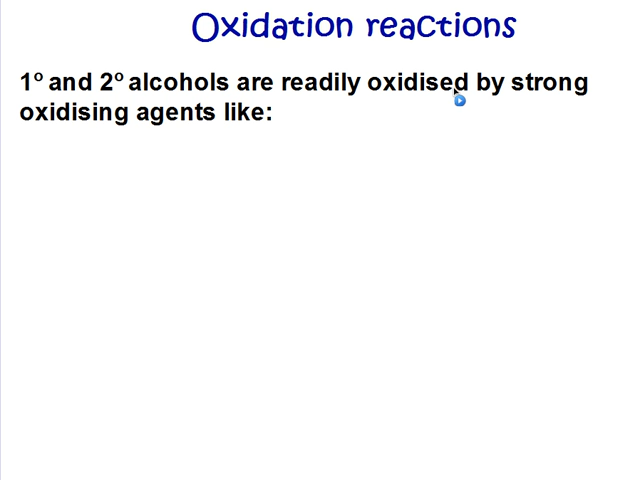 Oxidation reactions
1º and 2º alcohols are readily oxidised by strong
oxidising agents like: